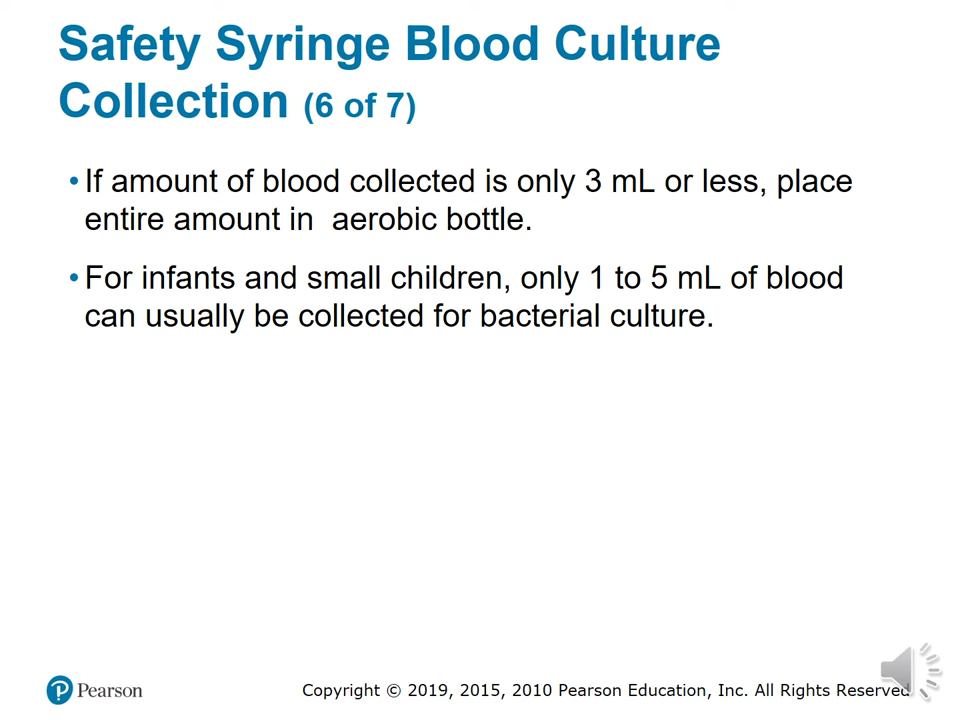 Safety Syringe Blood Culture
Collection (6 of 7)
• If amount of blood collected is only 3 mL or less, place
entire amount in  aerobic bottle.
• For infants and small children, only 1 to 5 mL of blood
can usually be collected for bacterial culture.
Pearson
Copyright © 2019, 2015, 2010 Pearson Education, Inc. All Rights Reserved